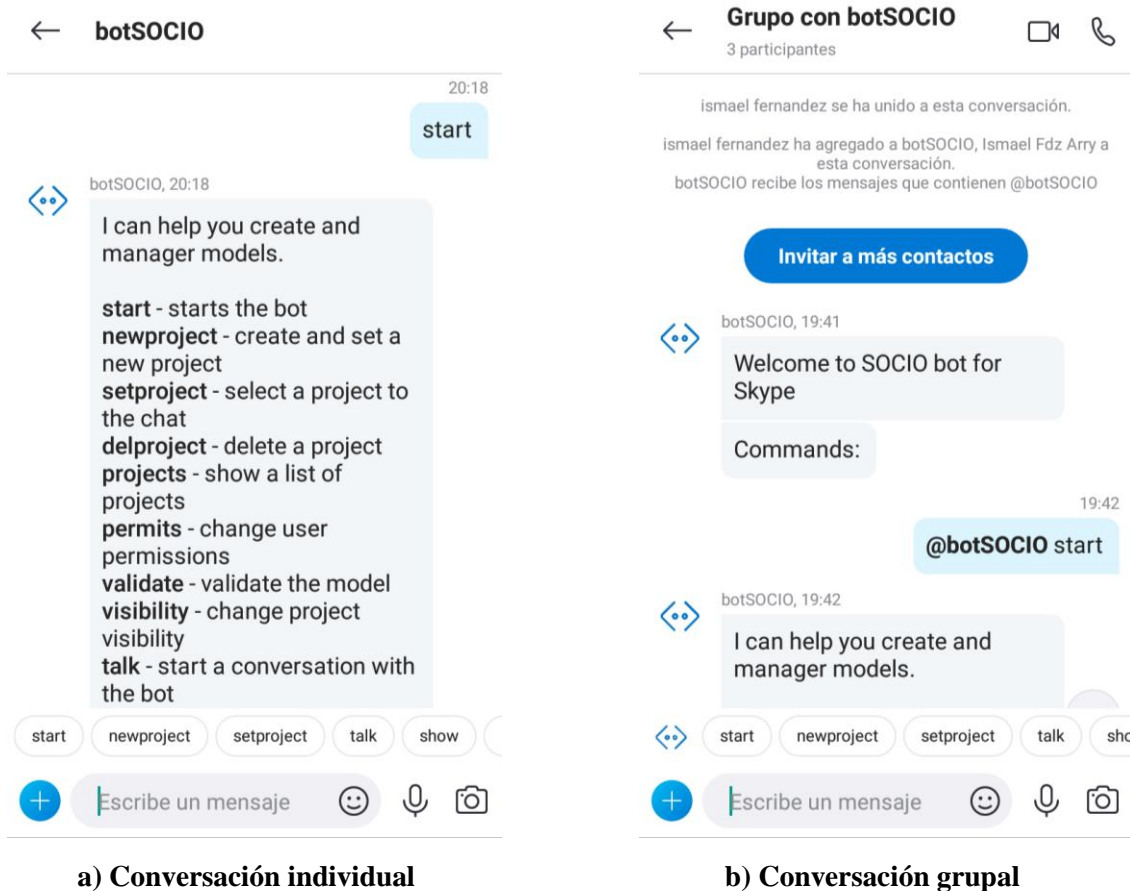 botSOCIO
20:18
start
botSOCIO, 20:18
I can help you create and
manager models.
start - starts the bot
newproject - create and set a
new project
setproject - select a project to
the chat
delproject - delete a project
projects - show a list of
projects
permits - change user
permissions
validate - validate the model
visibility - change project
visibility
talk - start a conversation with
the bot
start newproject setproject talk show
Escribe un mensaje
a) Conversación individual
Grupo con botSOCIO
3 participantes
ismael fernandez se ha unido a esta conversación.
ismael fernandez ha agregado a botSOCIO, Ismael Fdz Arry a
esta conversación.
botSOCIO recibe los mensajes que contienen @botSOCIO
Invitar a más contactos
botSOCIO, 19:41
Welcome to SOCIO bot for
Skype
Commands:
19:42
@botSOCIO start
botSOCIO, 19:42
I can help you create and
manager models.
start newproject setproject talk sho
Escribe un mensaje
b) Conversación grupal